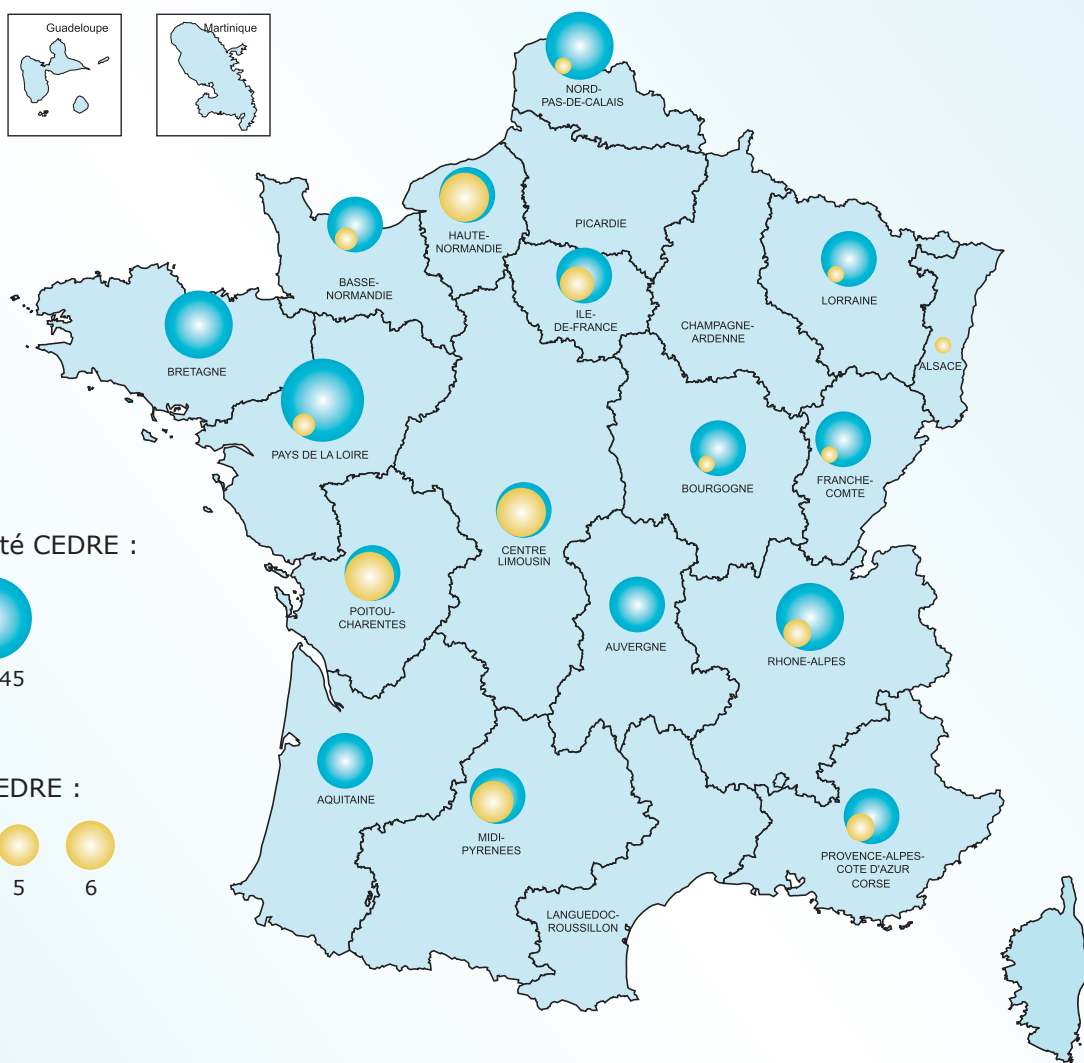 Guadeloupe
Martinique
NORD-
PAS-DE-CALAIS
PICARDIE
HAUTE-
NORMANDIE
BASSE-
NORMANDIE
ILE-
DE-FRANCE
LORRAINE
CHAMPAGNE-
ARDENNE
ALSACE
BRETAGNE
PAYS DE LA LOIRE
BOURGOGNE
FRANCHE-
COMTE
CENTRE
LIMOUSIN
té CEDRE :
45
POITOU-
CHARENTES
AUVERGNE
RHONE-ALPES
EDRE :
5
6
AQUITAINE
MIDI-
PYRENEES
PROVENCE-ALPES-
COTE D'AZUR
CORSE
LANGUEDOC-
ROUSSILLON